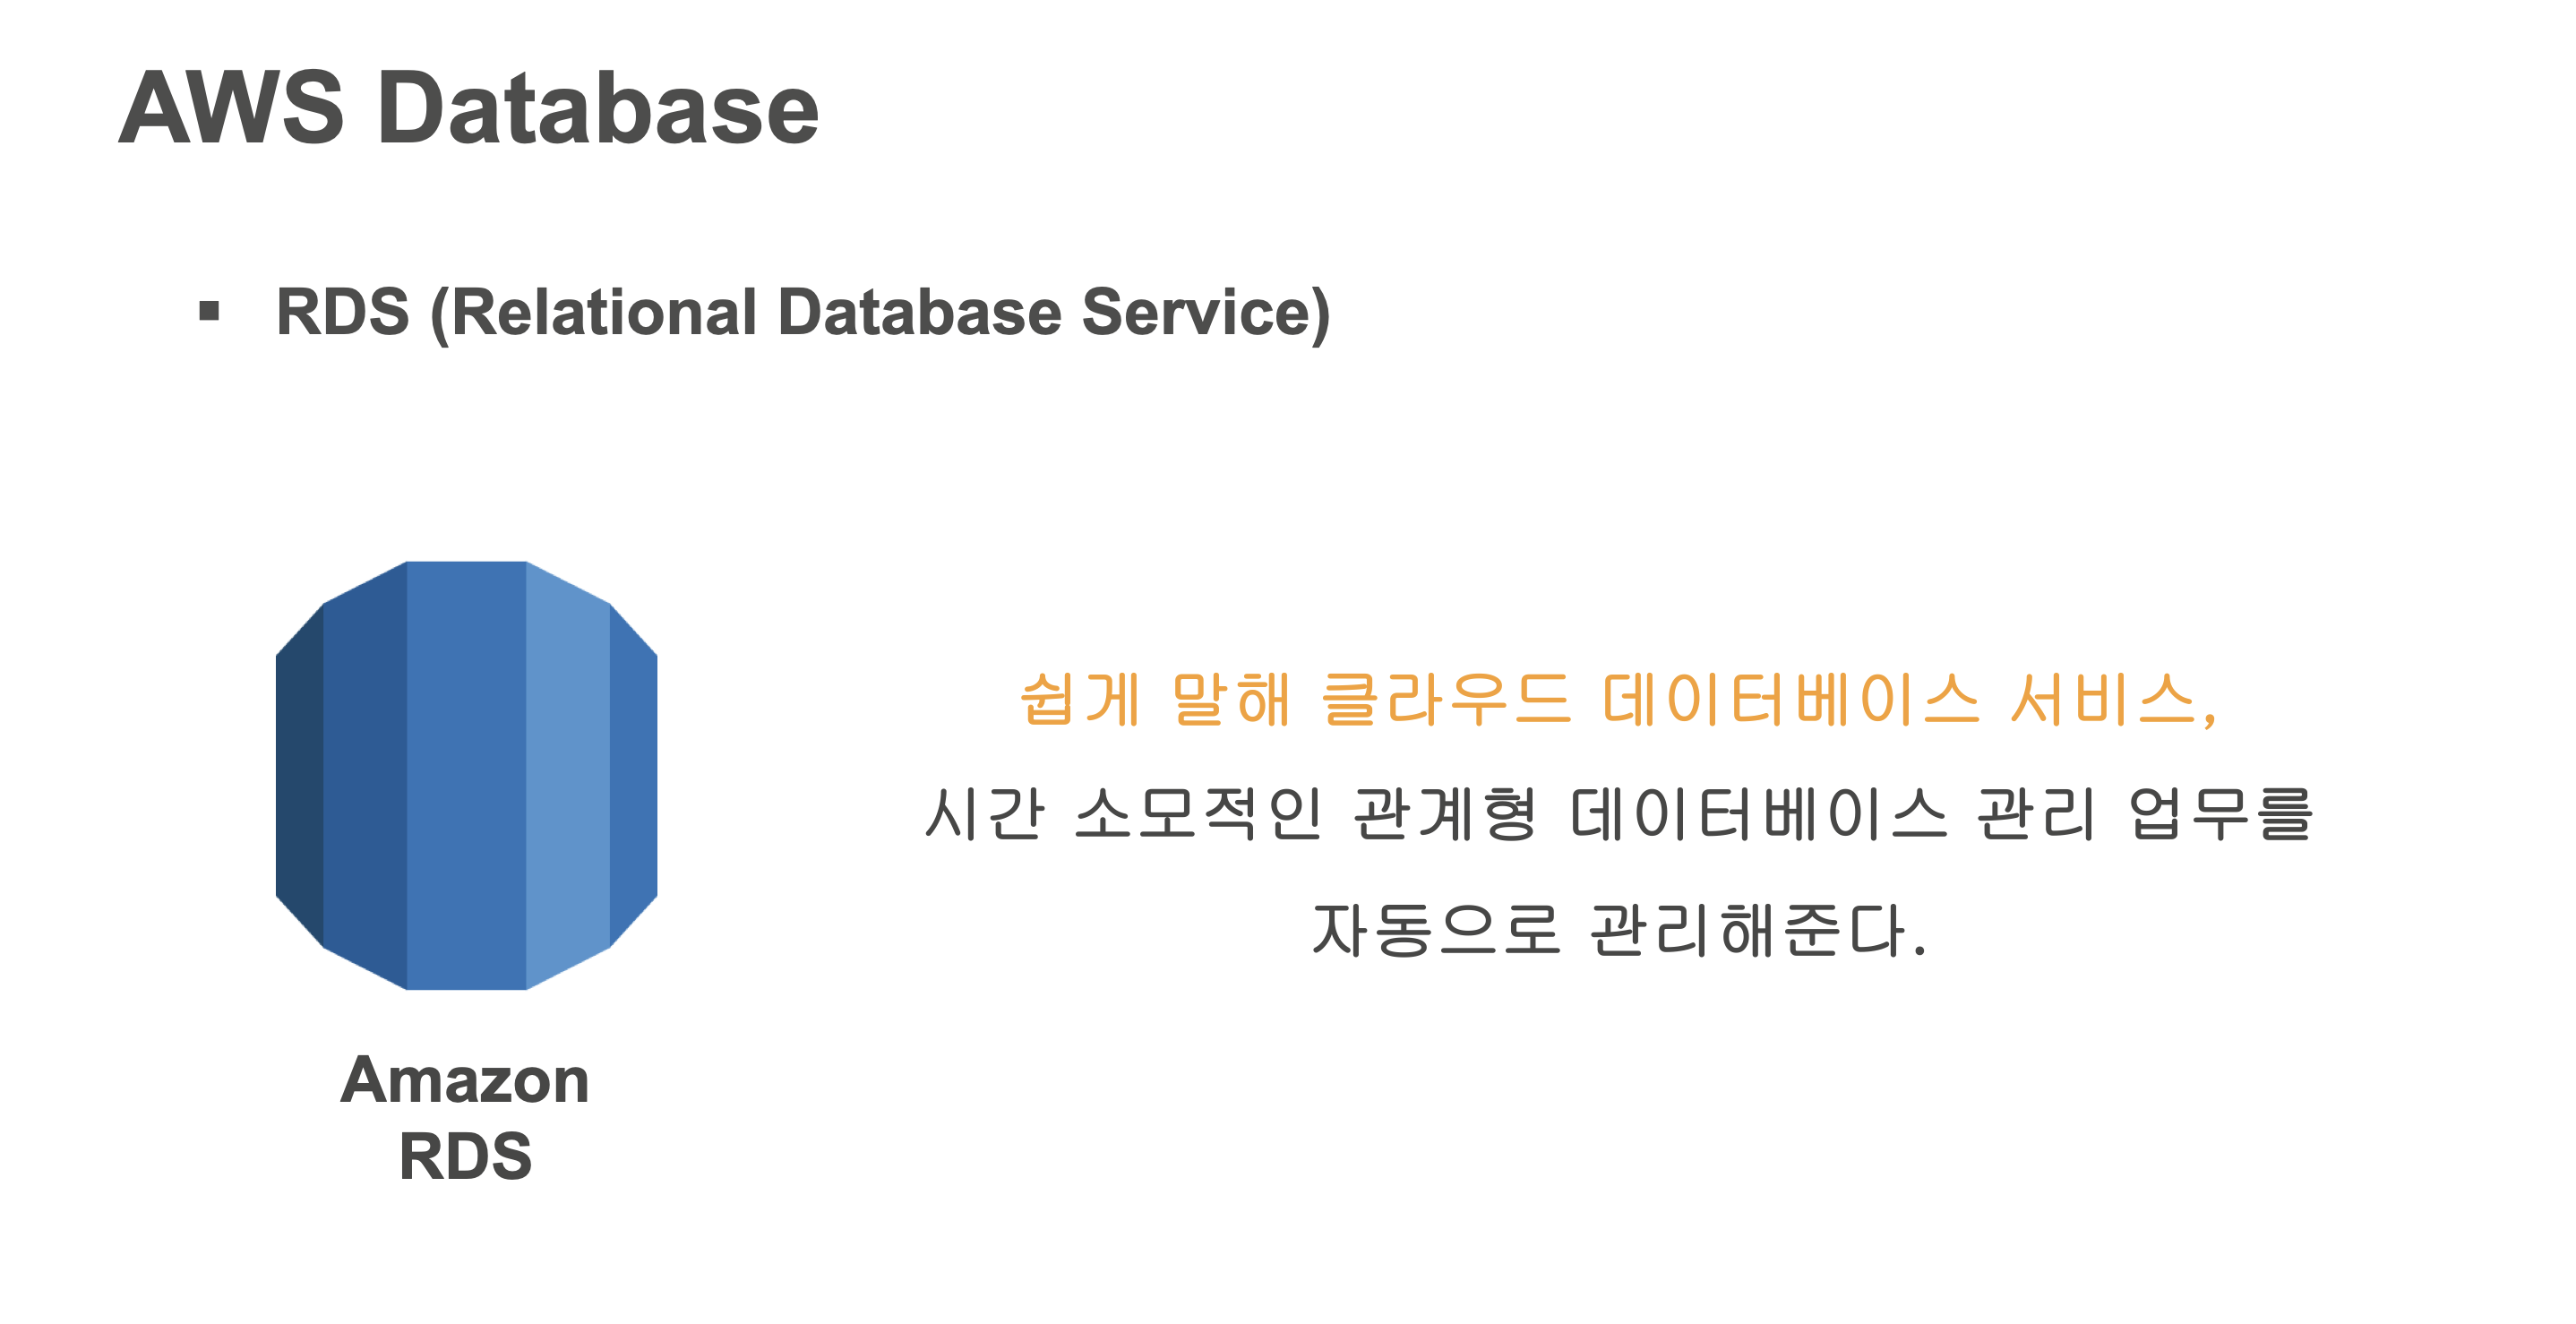 AWS Database
▪ RDS (Relational Database Service)
쉽게 말해 클라우드 데이터베이스 서비스,
시간 소모적인 관계형 데이터베이스 관리 업무를
자동으로 관리해준다.
Amazon
RDS